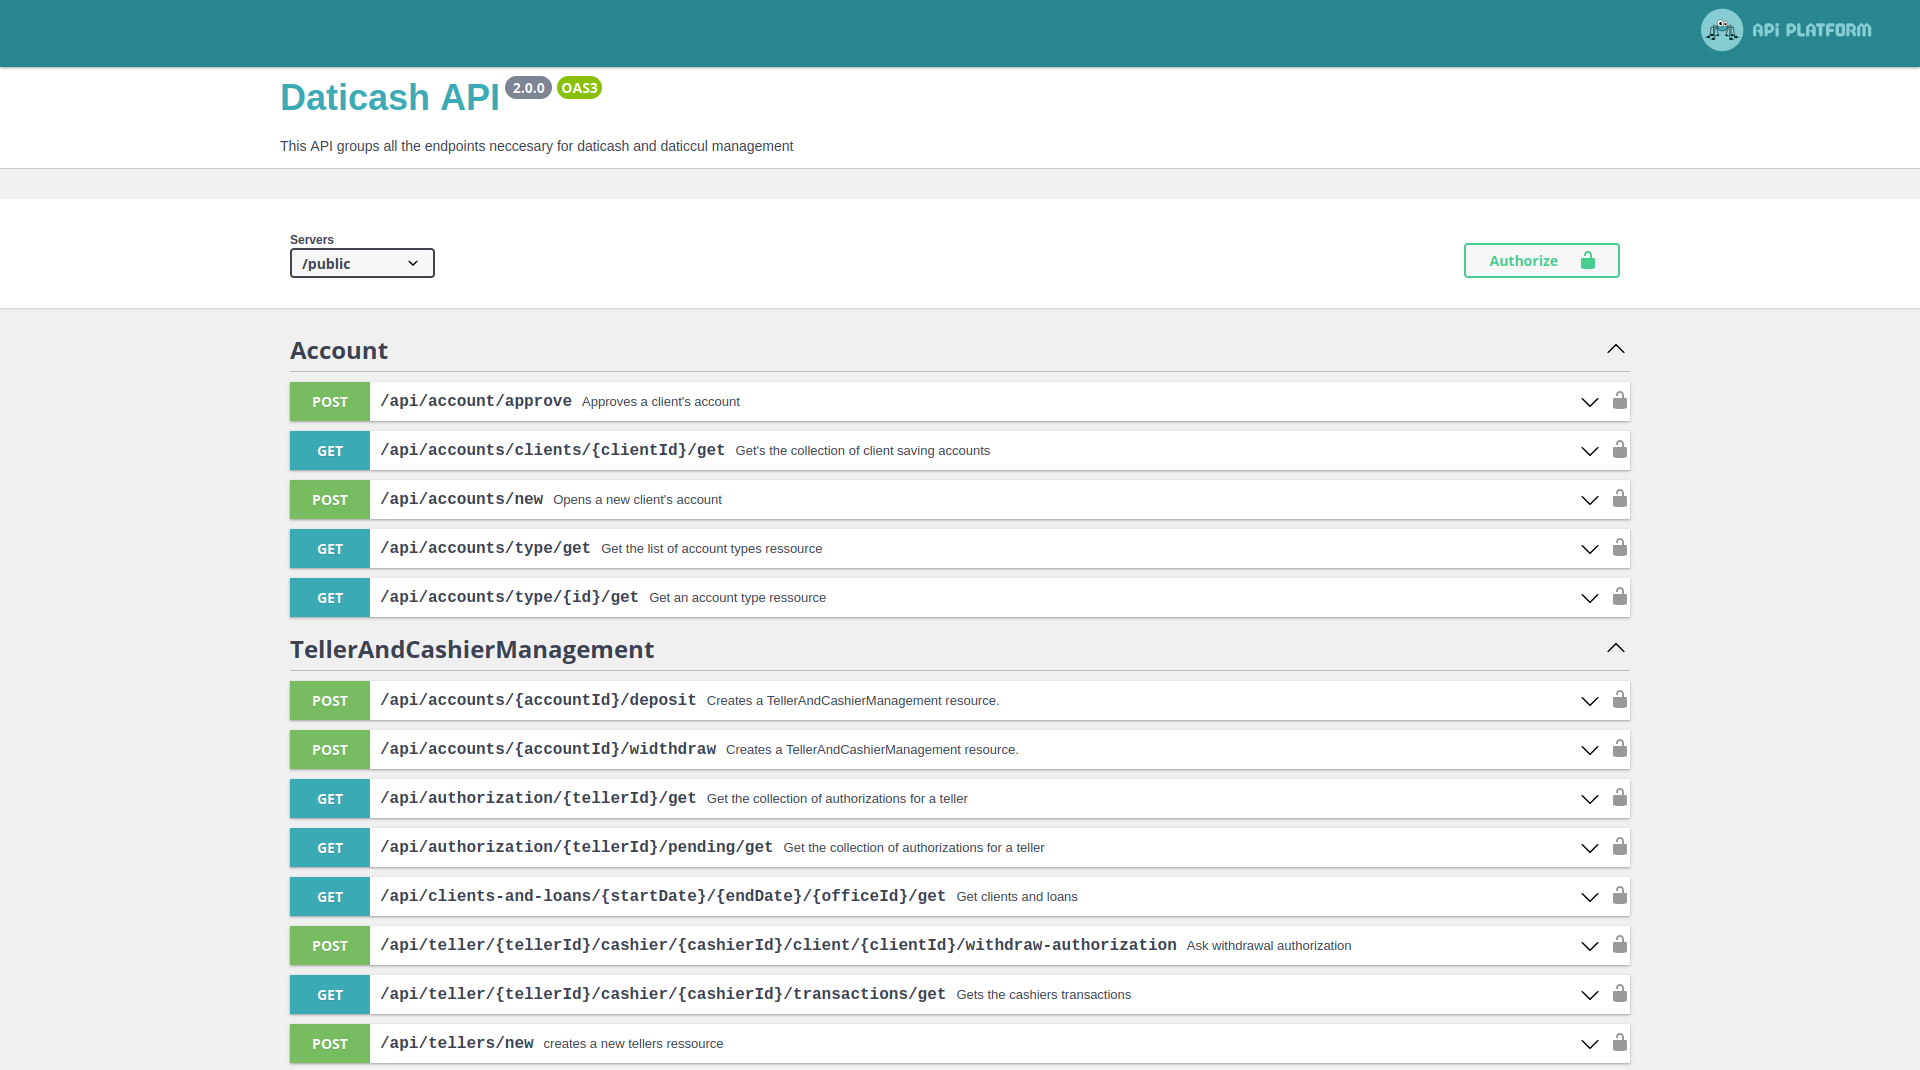 API PLATFORM
Daticash API 2.0.0 OAS3
This API groups all the endpoints neccesary for daticash and daticcul management
Servers
/public
Authorize
Account
POST /api/account/approve Approves a client's account
GET /api/accounts/clients/{clientId}/get Get's the collection of client saving accounts
POST /api/accounts/new Opens a new client's account
GET /api/accounts/type/get Get the list of account types ressource
GET /api/accounts/type/{id}/get Get an account type ressource
TellerAndCashierManagement
POST /api/accounts/{accountId}/deposit Creates a TellerAndCashierManagement resource.
POST /api/accounts/{accountId}/widthdraw Creates a TellerAndCashierManagement resource.
GET /api/authorization/{tellerId}/get Get the collection of authorizations for a teller
GET /api/authorization/{tellerId}/pending/get Get the collection of authorizations for a teller
GET /api/clients-and-loans/{startDate}/{endDate}/{officeId}/get Get clients and loans
POST /api/teller/{tellerId}/cashier/{cashierId}/client/{clientId}/withdraw-authorization Ask withdrawal authorization
GET /api/teller/{tellerId}/cashier/{cashierId}/transactions/get Gets the cashiers transactions
POST /api/tellers/new creates a new tellers ressource